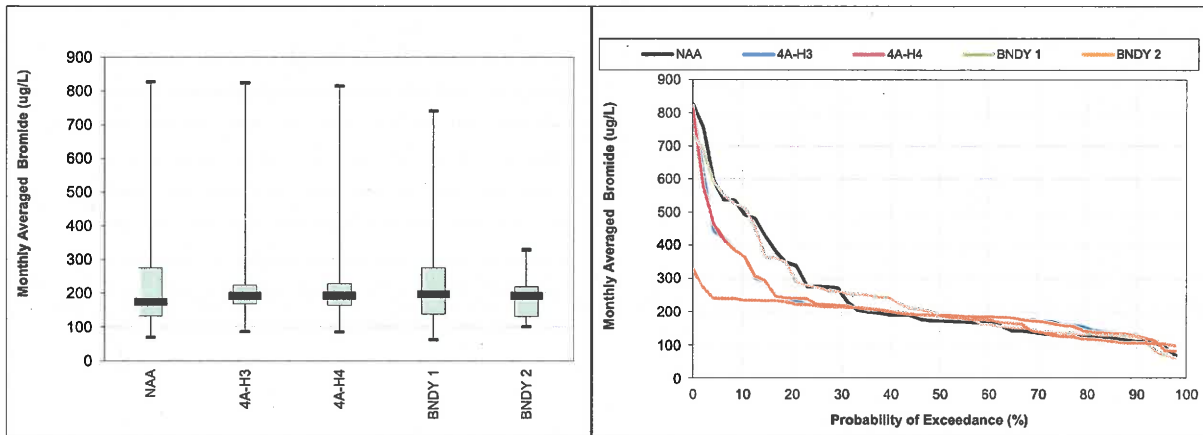 Monthly Averaged Bromide (ug/L)
900
800
700
600
500
400
300
200
100
0
NAA
4A-H3
4A-H4
BNDY 1
BNDY 2
NAA 4A-H3 4A-H4 BNDY 1 BNDY 2
Monthly Averaged Bromide (ug/L)
900
800
700
600
500
400
300
200
100
0
0 10 20 30 40 50 60 70 80 90 100
Probability of Exceedance (%)